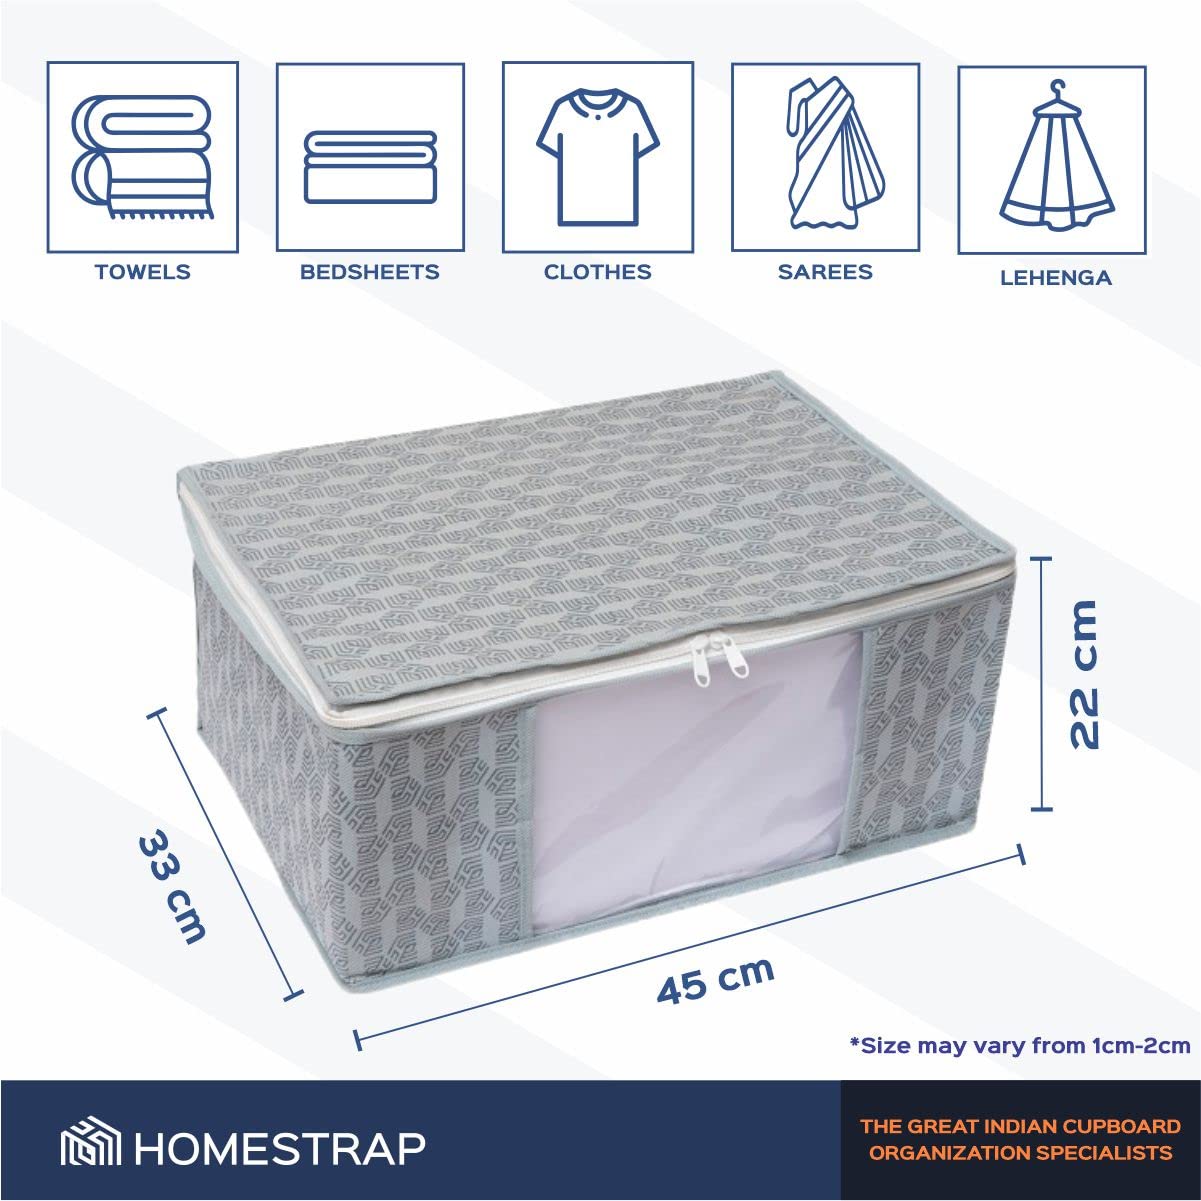 TOWELS
BEDSHEETS
CLOTHES
SAREES
LEHENGA
22 cm
33 cm
45 cm
*Size may vary from 1cm-2cm
HOMESTRAP
THE GREAT INDIAN CUPBOARD
ORGANIZATION SPECIALISTS